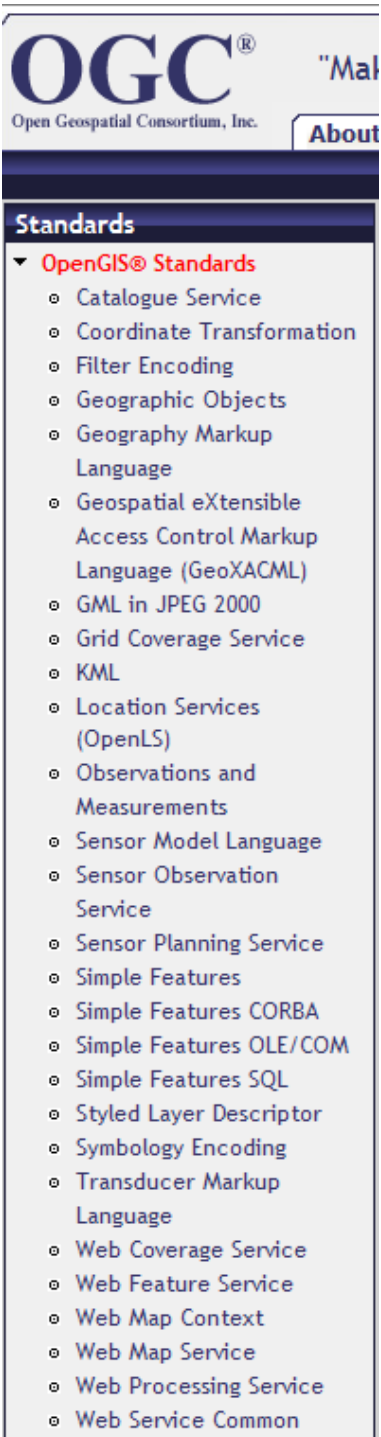 OGC®
"Mak
Open Geospatial Consortium, Inc.
About
Standards
OpenGIS® Standards
Catalogue Service
Coordinate Transformation
Filter Encoding
Geographic Objects
Geography Markup
Language
Geospatial eXtensible
Access Control Markup
Language (GeoXACML)
GML in JPEG 2000
Grid Coverage Service
KML
Location Services
(OpenLS)
Observations and
Measurements
Sensor Model Language
Sensor Observation
Service
Sensor Planning Service
Simple Features
Simple Features CORBA
Simple Features OLE/COM
Simple Features SQL
Styled Layer Descriptor
Symbology Encoding
Transducer Markup
Language
Web Coverage Service
Web Feature Service
Web Map Context
Web Map Service
Web Processing Service
Web Service Common